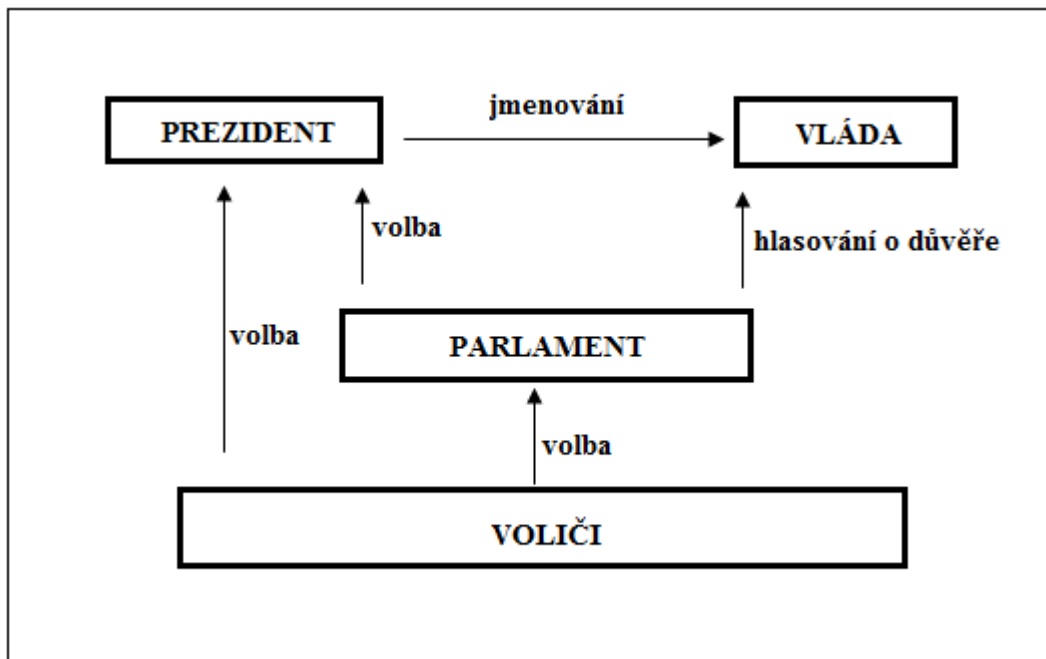 jmenování
PREZIDENT
VLÁDA
volba
hlasování o důvěře
volba
PARLAMENT
volba
VOLIČI